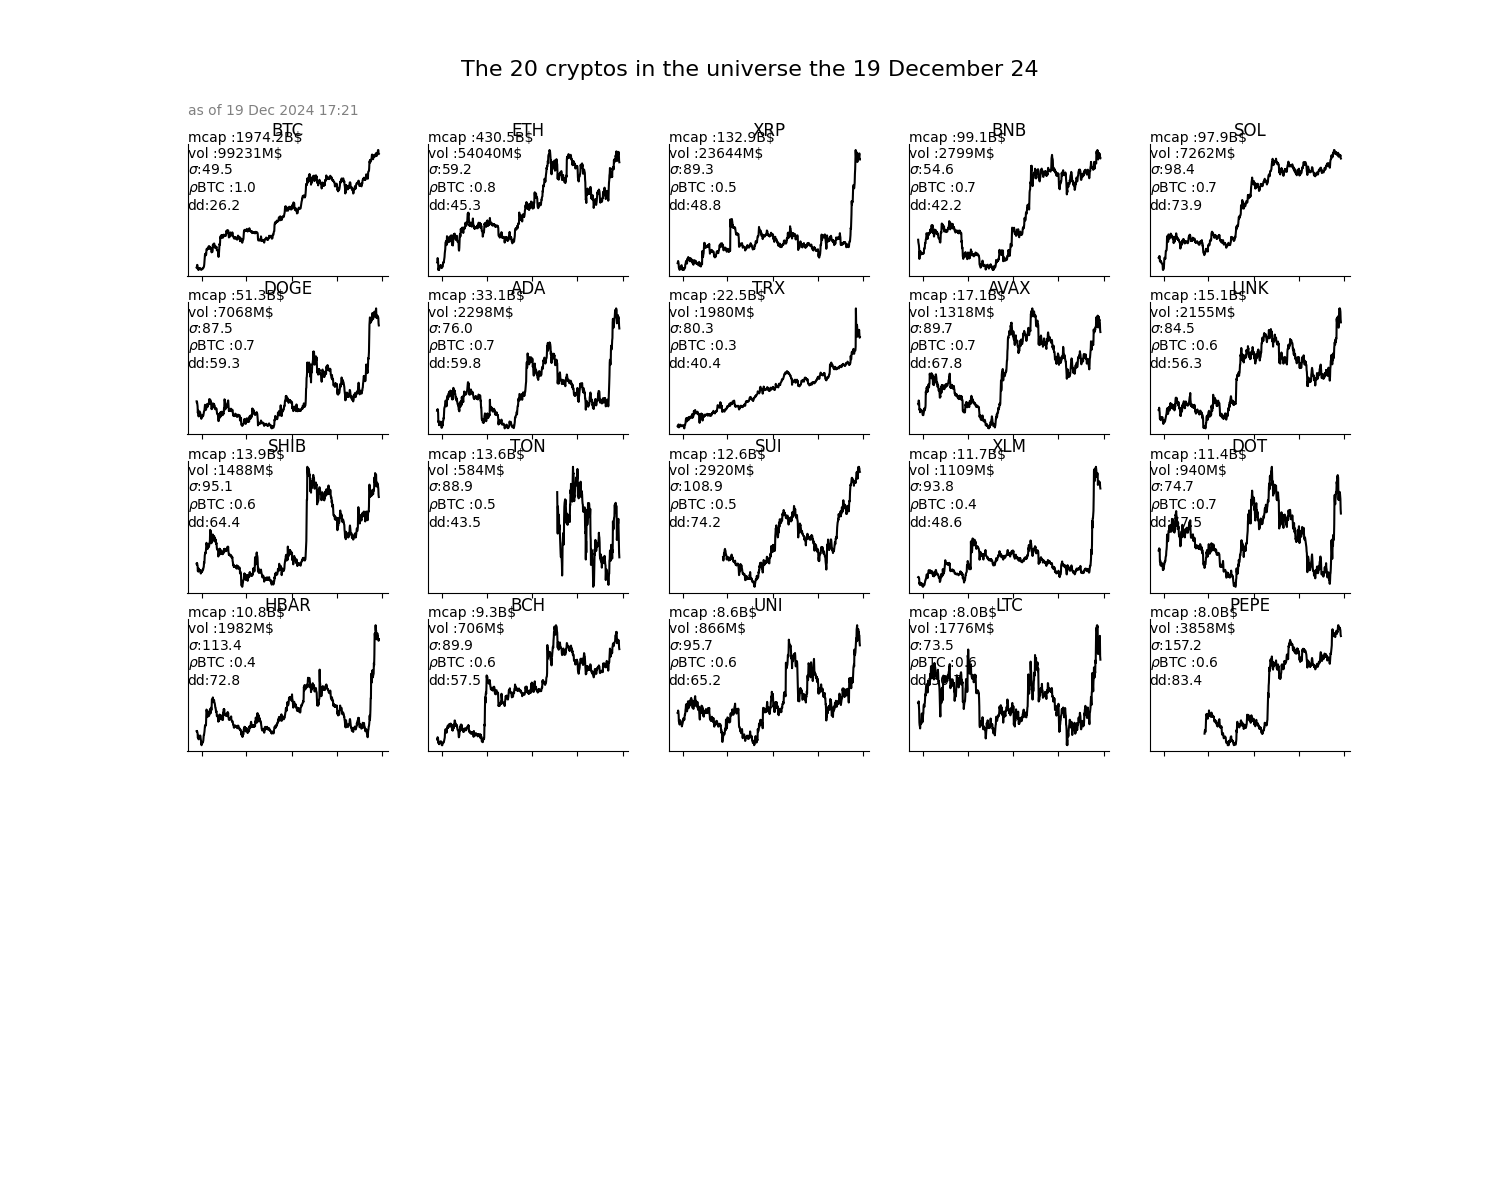 The 20 cryptos in the universe the 19 December 24
as of 19 Dec 2024 17:21
BTC
mcap :1974.2B$
vol :99231M$
σ:49.5
ρBTC :1.0
dd:26.2
ETH
mcap :430.5B$
vol :54040M$
σ:59.2
ρBTC :0.8
dd:45.3
XRP
mcap :132.9B$
vol :23644M$
σ:89.3
ρBTC :0.5
dd:48.8
BNB
mcap :99.1B$
vol :2799M$
σ:54.6
ρBTC :0.7
dd:42.2
SOL
mcap :97.9B$
vol :7262M$
σ:98.4
ρBTC :0.7
dd:73.9
DOGE
mcap :51.3B$
vol :7068M$
σ:87.5
ρBTC :0.7
dd:59.3
ADA
mcap :33.1B$
vol :2298M$
σ:76.0
ρBTC :0.7
dd:59.8
TRX
mcap :22.5B$
vol :1980M$
σ:80.3
ρBTC :0.3
dd:40.4
AVAX
mcap :17.1B$
vol :1318M$
σ:89.7
ρBTC :0.7
dd:67.8
LINK
mcap :15.1B$
vol :2155M$
σ:84.5
ρBTC :0.6
dd:56.3
SHIB
mcap :13.9B$
vol :1488M$
σ:95.1
ρBTC :0.6
dd:64.4
TON
mcap :13.6B$
vol :584M$
σ:88.9
ρBTC :0.5
dd:43.5
SUI
mcap :12.6B$
vol :2920M$
σ:108.9
ρBTC :0.5
dd:74.2
XLM
mcap :11.7B$
vol :1109M$
σ:93.8
ρBTC :0.4
dd:48.6
DOT
mcap :11.4B$
vol :940M$
σ:74.7
ρBTC :0.7
HBAR
mcap :10.8B$
vol :1982M$
σ:113.4
ρBTC :0.4
dd:72.8
BCH
mcap :9.3B$
vol :706M$
σ:89.9
ρBTC :0.6
dd:57.5
UNI
mcap :8.6B$
vol :866M$
σ:95.7
ρBTC :0.6
dd:65.2
LTC
mcap :8.0B$
vol :1776M$
σ:73.5
ρBTC :0.6
PEPE
mcap :8.0B$
vol :3858M$
σ:157.2
ρBTC :0.6
dd:83.4